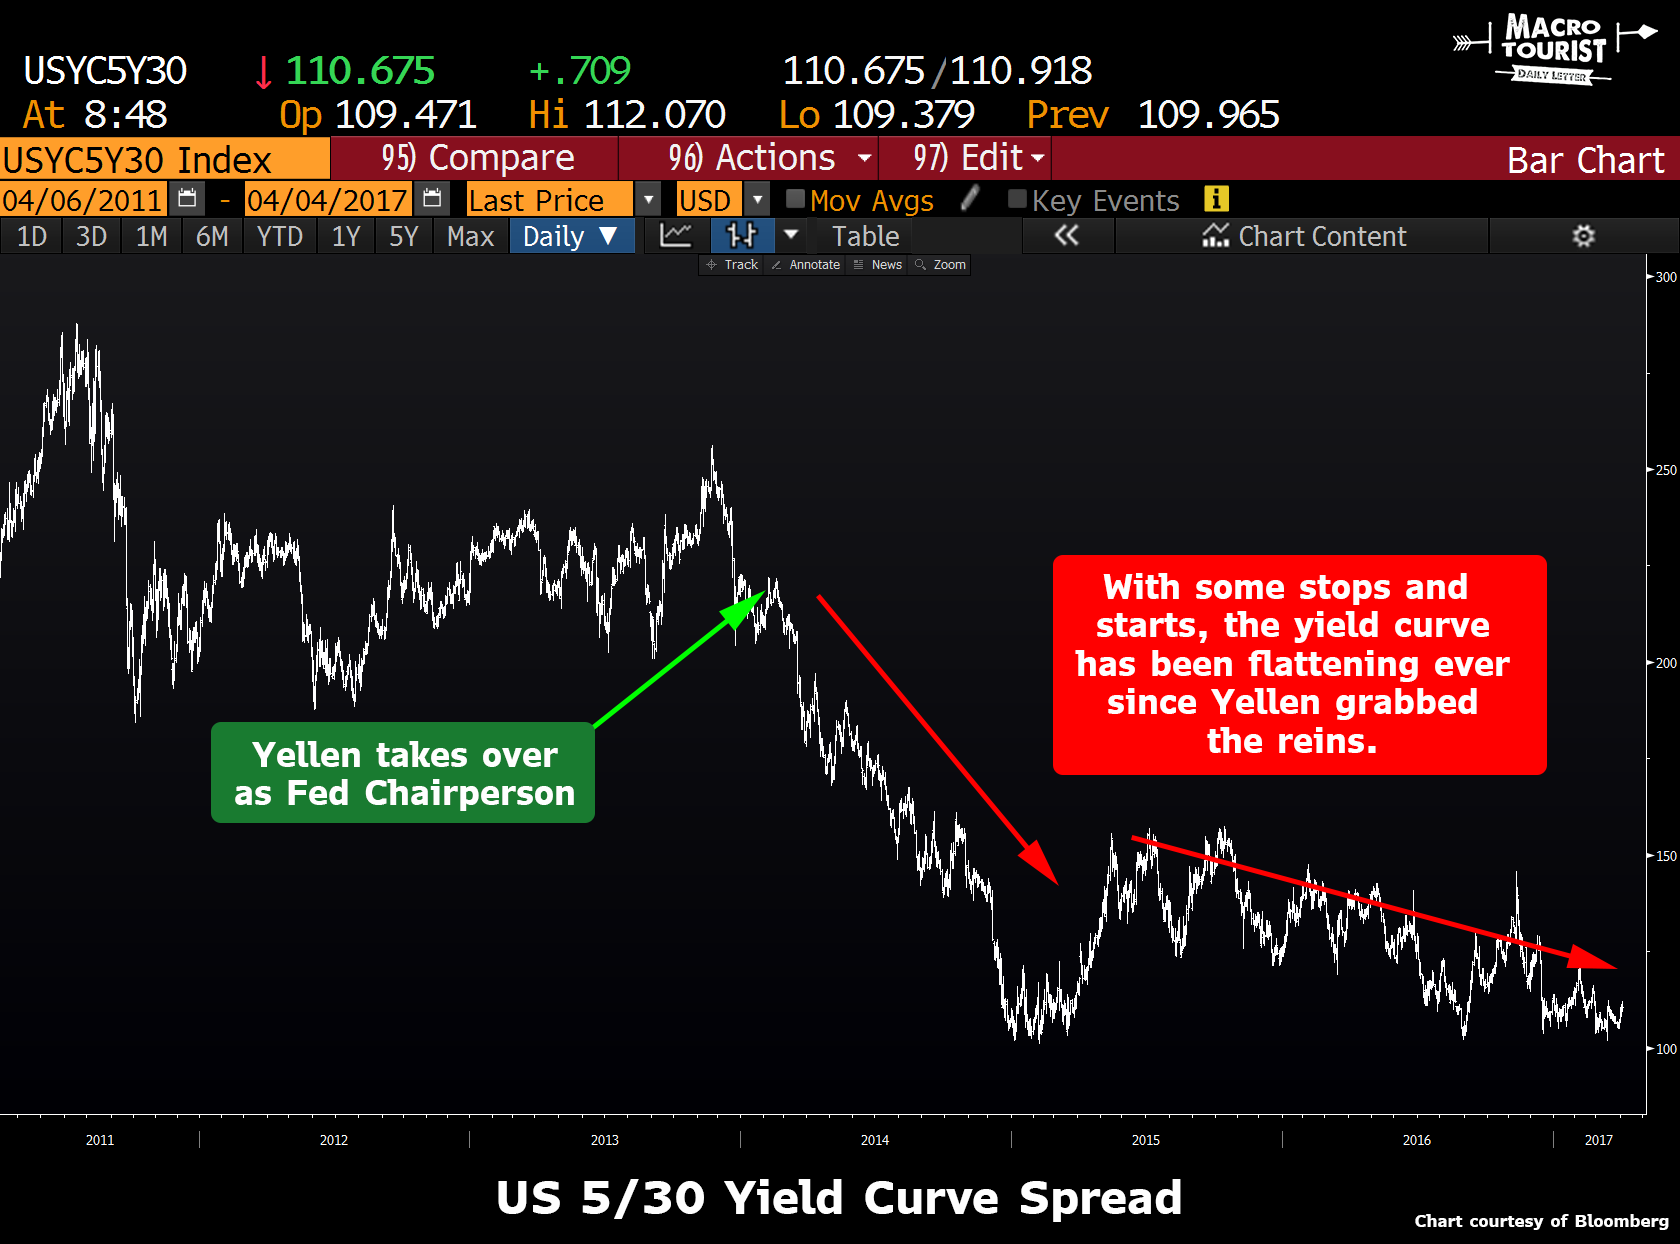 MACRO
TOURIST
DAILY LETTER
USYC5Y30 ↓ 110.675 +.709 110.675/110.918
At 8:48 Op 109.471 Hi 112.070 Lo 109.379 Prev 109.965
USYC5Y30 Index 95) Compare 96) Actions 97) Edit Bar Chart
04/06/2011 - 04/04/2017 Last Price USD Mov Avgs Key Events i
1D 3D 1M 6M YTD 1Y 5Y Max Daily ▼ Table « Chart Content
Track Annotate News Zoom
300
250
200
150
100
With some stops and
starts, the yield curve
has been flattening ever
since Yellen grabbed
the reins.
Yellen takes over
as Fed Chairperson
2011 2012 2013 2014 2015 2016 2017
US 5/30 Yield Curve Spread
Chart courtesy of Bloomberg